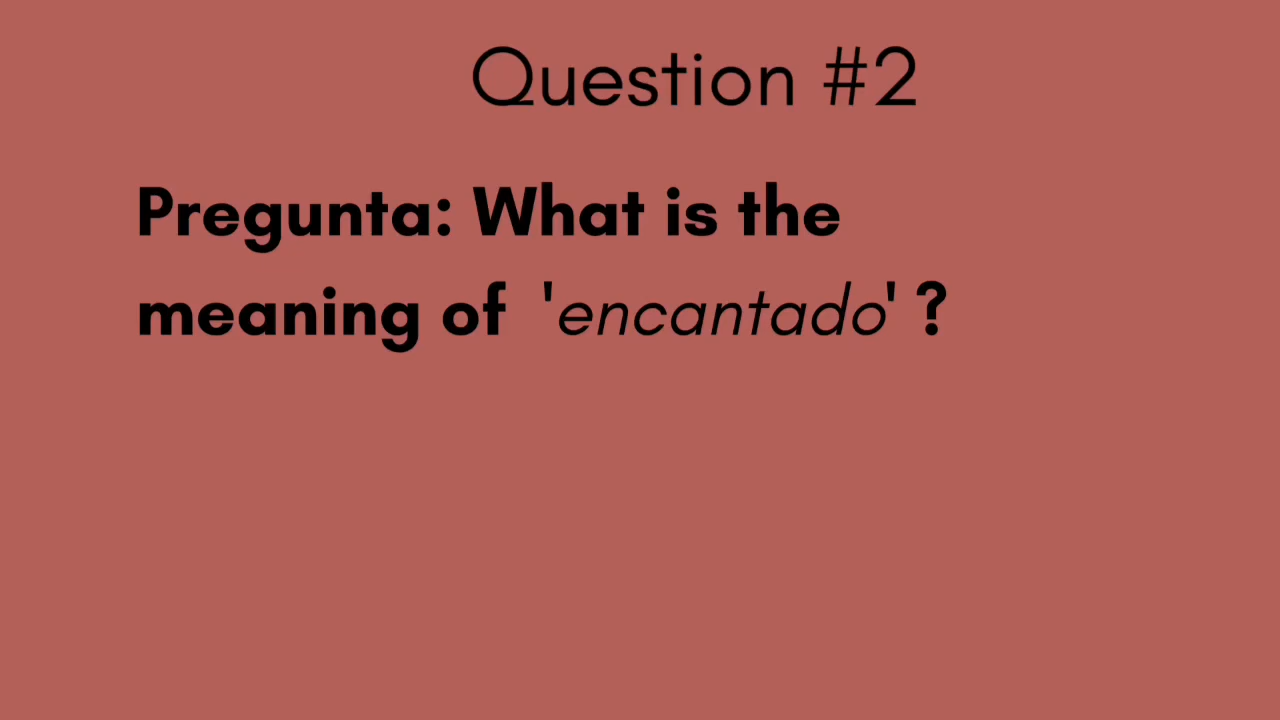 Question #2
Pregunta: What is the
meaning of 'encantado' ?